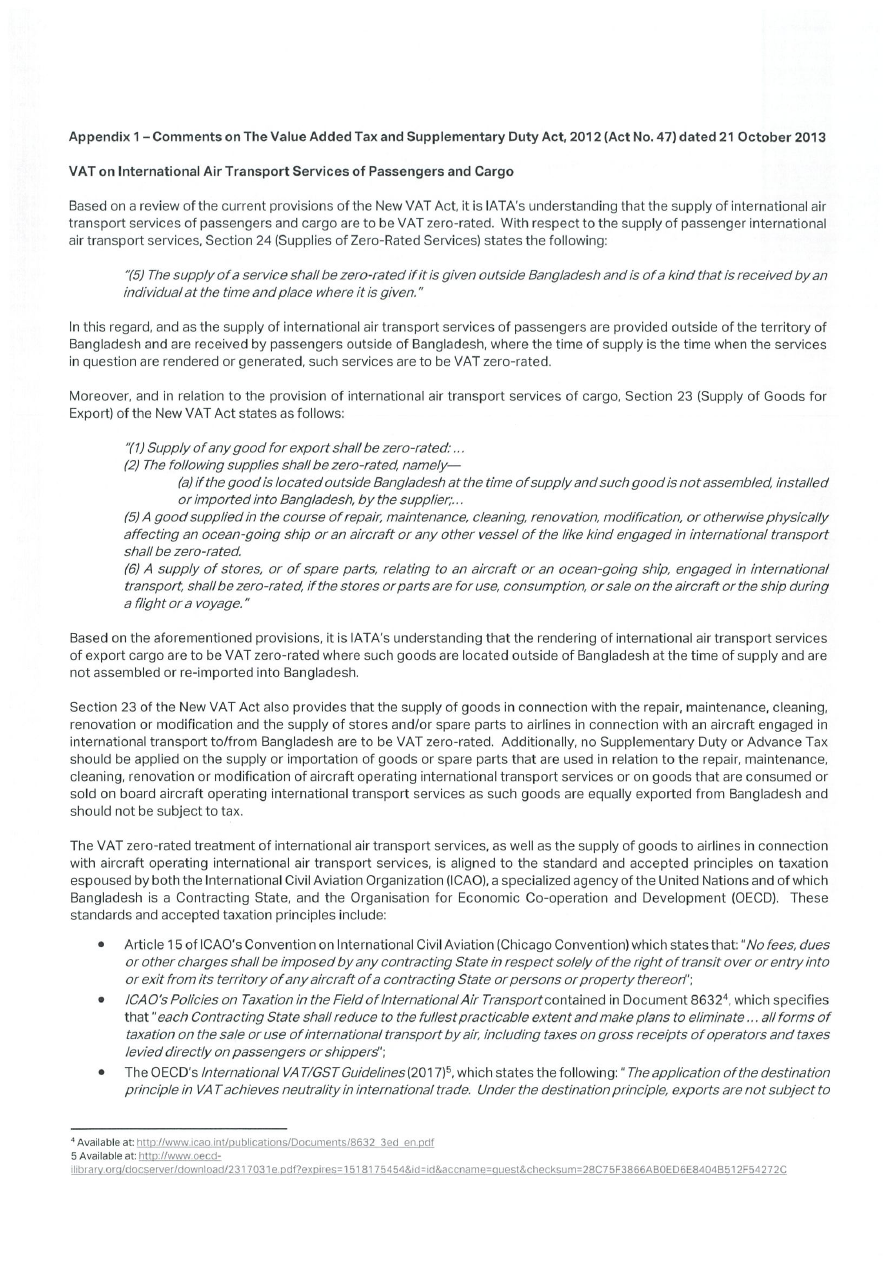 Appendix 1 – Comments on The Value Added Tax and Supplementary Duty Act, 2012 (Act No. 47) dated 21 October 2013
VAT on International Air Transport Services of Passengers and Cargo
Based on a review of the current provisions of the New VAT Act, it is IATA's understanding that the supply of international air
transport services of passengers and cargo are to be VAT zero-rated. With respect to the supply of passenger international
air transport services, Section 24 (Supplies of Zero-Rated Services) states the following:
"(5) The supply of a service shall be zero-rated if it is given outside Bangladesh and is of a kind that is received by an
individual at the time and place where it is given."
In this regard, and as the supply of international air transport services of passengers are provided outside of the territory of
Bangladesh and are received by passengers outside of Bangladesh, where the time of supply is the time when the services
in question are rendered or generated, such services are to be VAT zero-rated.
Moreover, and in relation to the provision of international air transport services of cargo, Section 23 (Supply of Goods for
Export) of the New VAT Act states as follows:
"(1) Supply of any good for export shall be zero-rated: ...
(2) The following supplies shall be zero-rated, namely—
(a) if the good is located outside Bangladesh at the time of supply and such good is not assembled, installed
or imported into Bangladesh, by the supplier;...
(5) A good supplied in the course of repair, maintenance, cleaning, renovation, modification, or otherwise physically
affecting an ocean-going ship or an aircraft or any other vessel of the like kind engaged in international transport
shall be zero-rated.
(6) A supply of stores, or of spare parts, relating to an aircraft or an ocean-going ship, engaged in international
transport, shall be zero-rated, if the stores or parts are for use, consumption, or sale on the aircraft or the ship during
a flight or a voyage."
Based on the aforementioned provisions, it is IATA's understanding that the rendering of international air transport services
of export cargo are to be VAT zero-rated where such goods are located outside of Bangladesh at the time of supply and are
not assembled or re-imported into Bangladesh.
Section 23 of the New VAT Act also provides that the supply of goods in connection with the repair, maintenance, cleaning,
renovation or modification and the supply of stores and/or spare parts to airlines in connection with an aircraft engaged in
international transport to/from Bangladesh are to be VAT zero-rated. Additionally, no Supplementary Duty or Advance Tax
should be applied on the supply or importation of goods or spare parts that are used in relation to the repair, maintenance,
cleaning, renovation or modification of aircraft operating international transport services or on goods that are consumed or
sold on board aircraft operating international transport services as such goods are equally exported from Bangladesh and
should not be subject to tax.
The VAT zero-rated treatment of international air transport services, as well as the supply of goods to airlines in connection
with aircraft operating international air transport services, is aligned to the standard and accepted principles on taxation
espoused by both the International Civil Aviation Organization (ICAO), a specialized agency of the United Nations and of which
Bangladesh is a Contracting State, and the Organisation for Economic Co-operation and Development (OECD). These
standards and accepted taxation principles include:
• Article 15 of ICAO's Convention on International Civil Aviation (Chicago Convention) which states that: "No fees, dues
or other charges shall be imposed by any contracting State in respect solely of the right of transit over or entry into
or exit from its territory of any aircraft of a contracting State or persons or property thereon";
• ICAO's Policies on Taxation in the Field of International Air Transport contained in Document 8632⁴, which specifies
that "each Contracting State shall reduce to the fullest practicable extent and make plans to eliminate ... all forms of
taxation on the sale or use of international transport by air, including taxes on gross receipts of operators and taxes
levied directly on passengers or shippers";
• The OECD's International VAT/GST Guidelines (2017)⁵, which states the following: "The application of the destination
principle in VAT achieves neutrality in international trade. Under the destination principle, exports are not subject to
⁴ Available at: http://www.icao.int/publications/Documents/8632_3ed_en.pdf
5 Available at: http://www.oecd-
ilibrary.org/docserver/download/2317031e.pdf?expires=1518175454&id=id&accname=guest&checksum=28C75F3866AB0ED6E8404B512F54272C